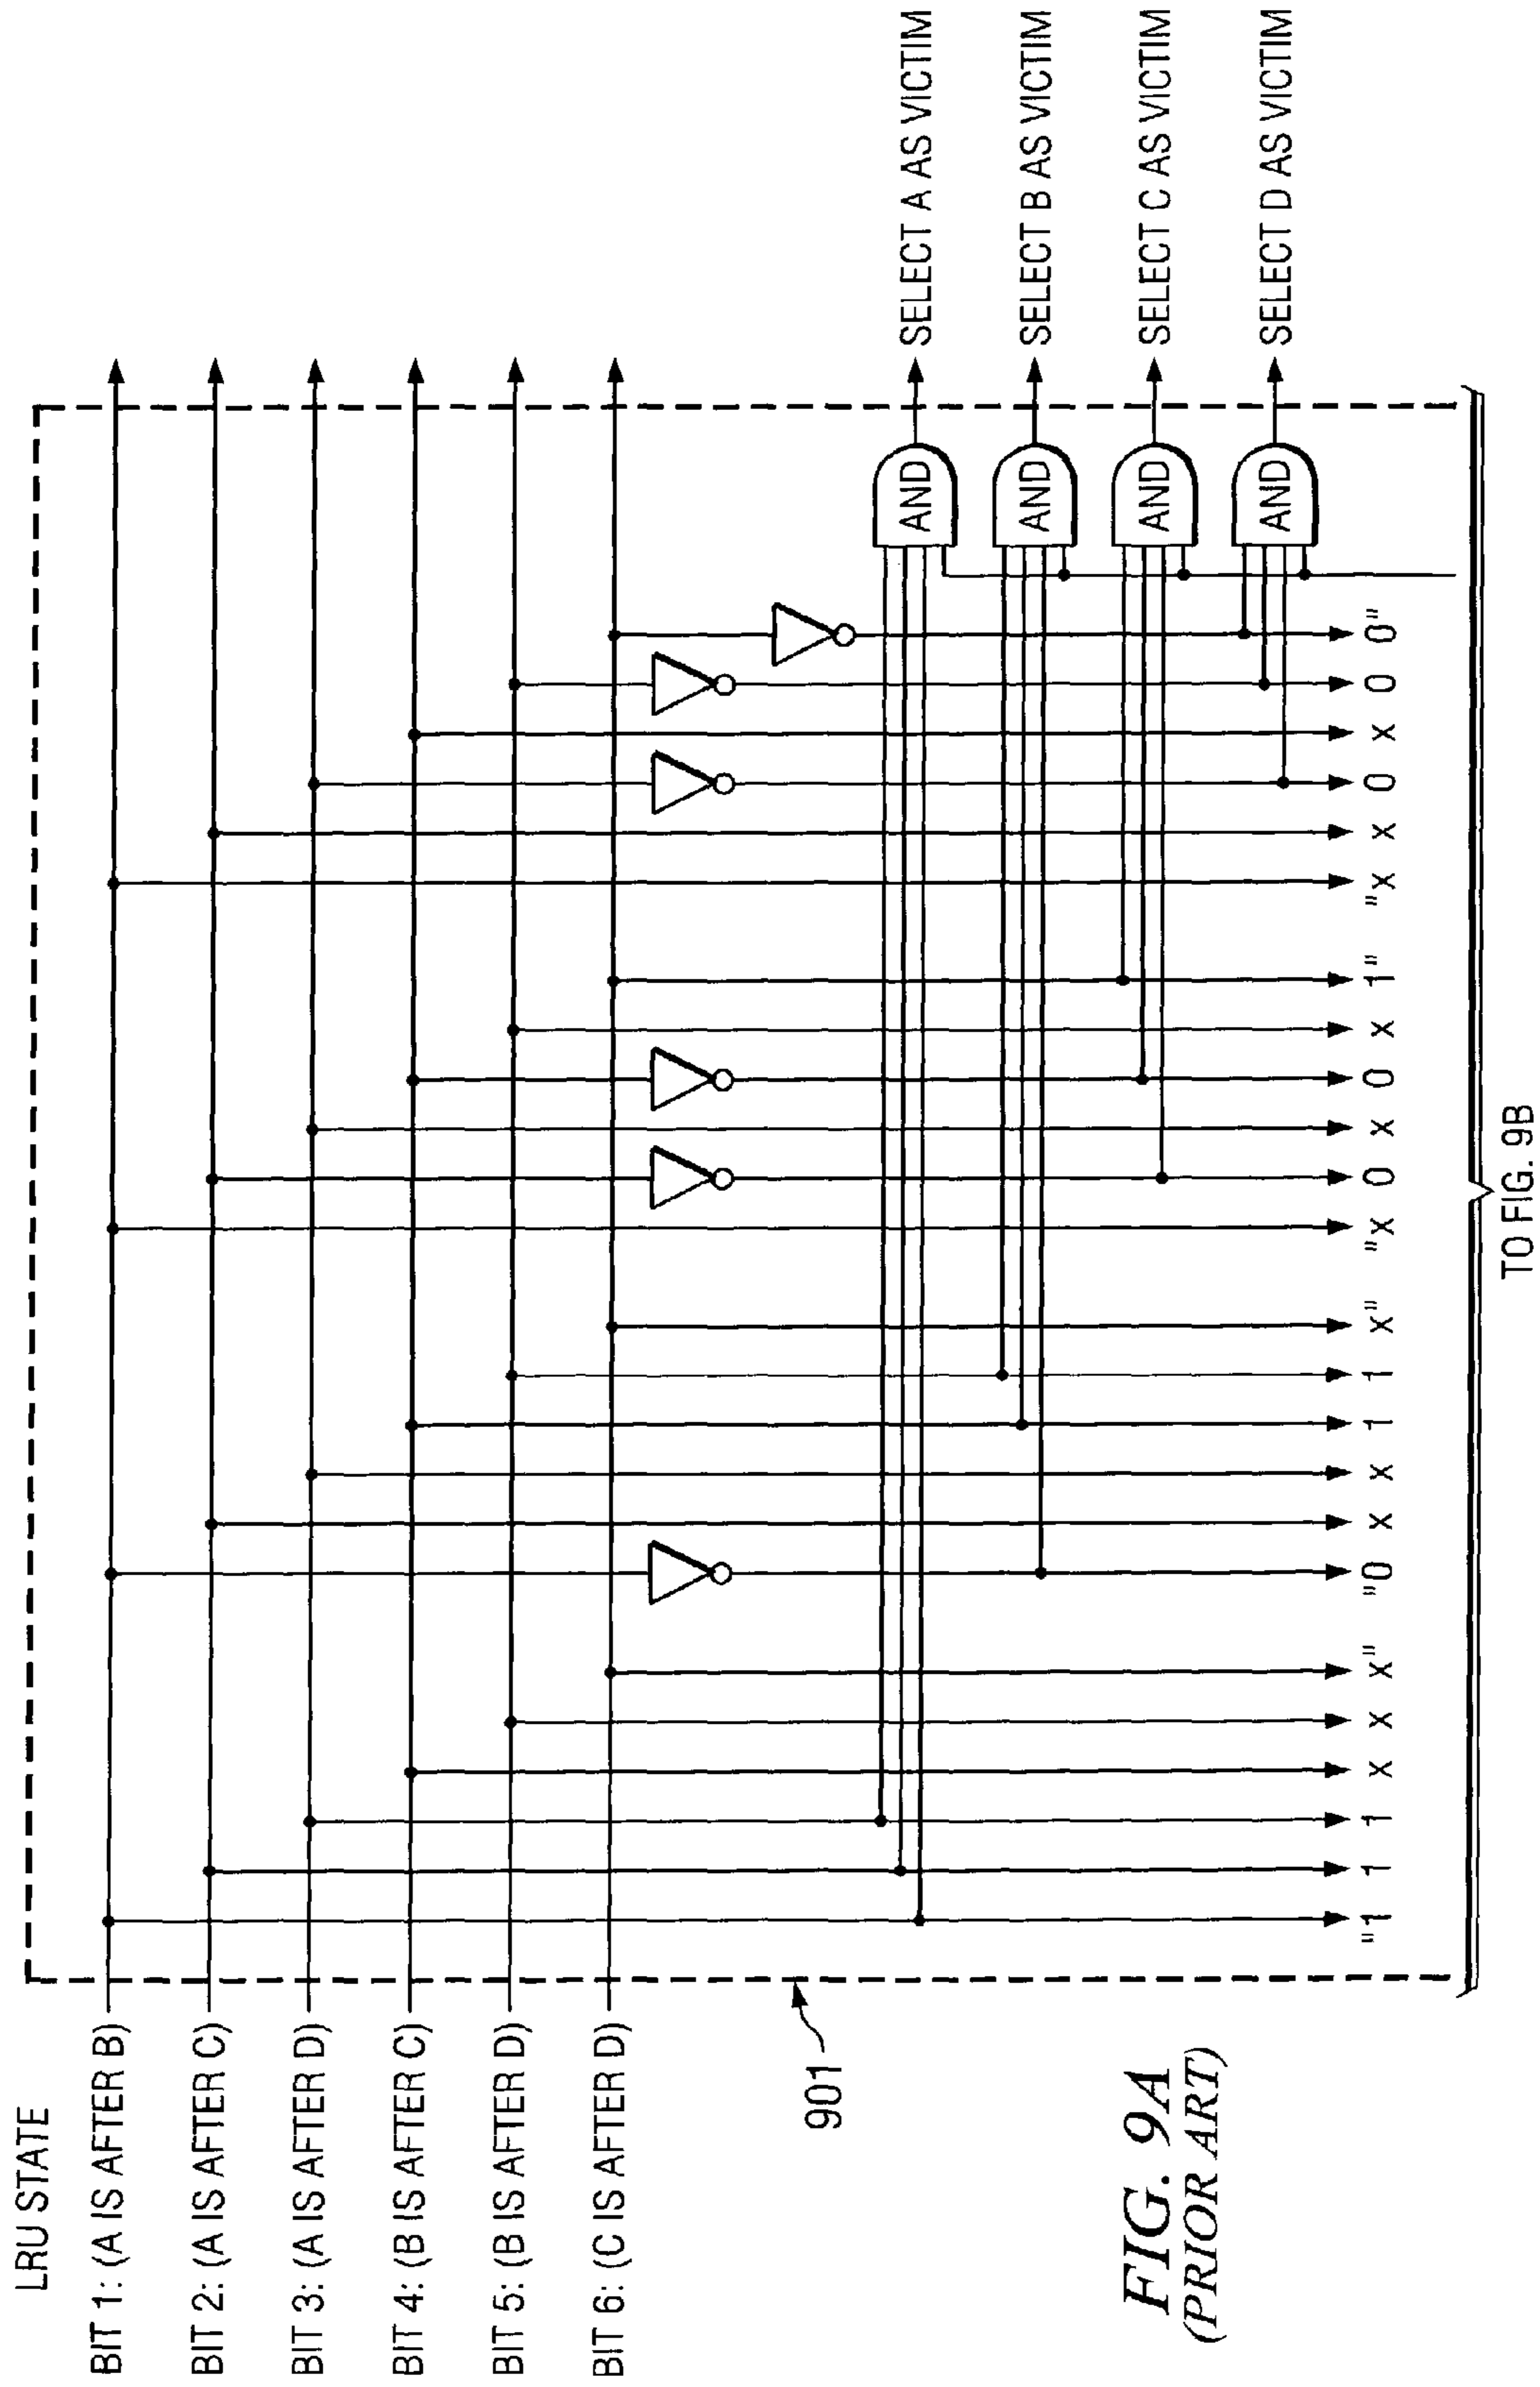 LRU STATE
BIT 1: (A IS AFTER B)
BIT 2: (A IS AFTER C)
BIT 3: (A IS AFTER D)
BIT 4: (B IS AFTER C)
BIT 5: (B IS AFTER D)
BIT 6: (C IS AFTER D)
901
AND
SELECT A AS VICTIM
AND
SELECT B AS VICTIM
AND
SELECT C AS VICTIM
AND
SELECT D AS VICTIM
"1 1 1 X X X" "0 X X 1 1 X" "X 0 X 0 X 1" "X X 0 X 0 0"
TO FIG. 9B
FIG. 9A
(PRIOR ART)